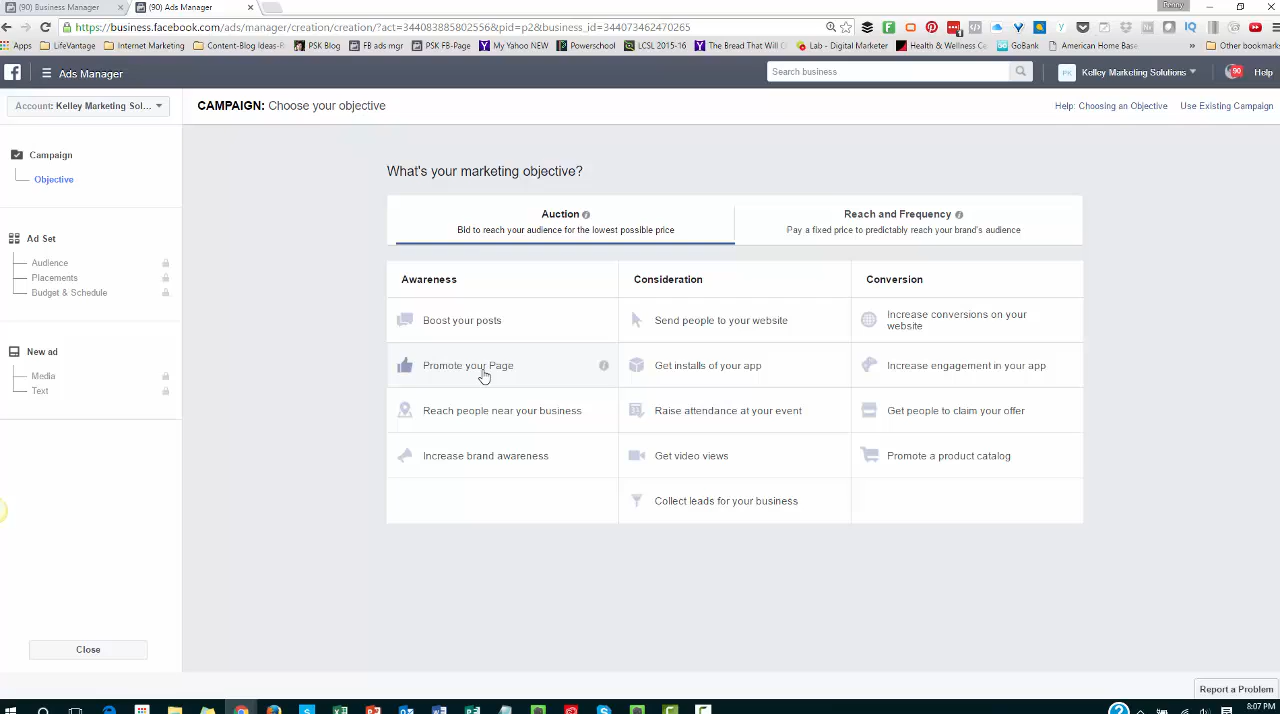 (90) Business Manager
(90) Ads Manager
https://business.facebook.com/ads/manager/creation/creation/?act=344083885802556&pid=p2&business_id=344073462470265
Apps
LifeVantage
Internet Marketing
Content-Blog Ideas-F
PSK Blog
FB ads mgr
PSK FB-Page
My Yahoo NEW
Powerschool
LCSL 2015-16
The Brand That Will C
Lab - Digital Marketer
Health & Wellness Ce
GoBank
American Home Base
»
Other bookmarks
Ads Manager
Search business
PK
Kelley Marketing Solutions
90
Help
Account: Kelley Marketing Sol...
CAMPAIGN: Choose your objective
Help: Choosing an Objective
Use Existing Campaign
Campaign
Objective
Ad Set
Audience
Placements
Budget & Schedule
New ad
Media
Text
Close
What's your marketing objective?
Auction
Bid to reach your audience for the lowest possible price
Reach and Frequency
Pay a fixed price to predictably reach your brand's audience
Awareness
Consideration
Conversion
Boost your posts
Send people to your website
Increase conversions on your
website
Promote your Page
Get installs of your app
Increase engagement in your app
Reach people near your business
Raise attendance at your event
Get people to claim your offer
Increase brand awareness
Get video views
Promote a product catalog
Collect leads for your business
Report a Problem
8:07 PM